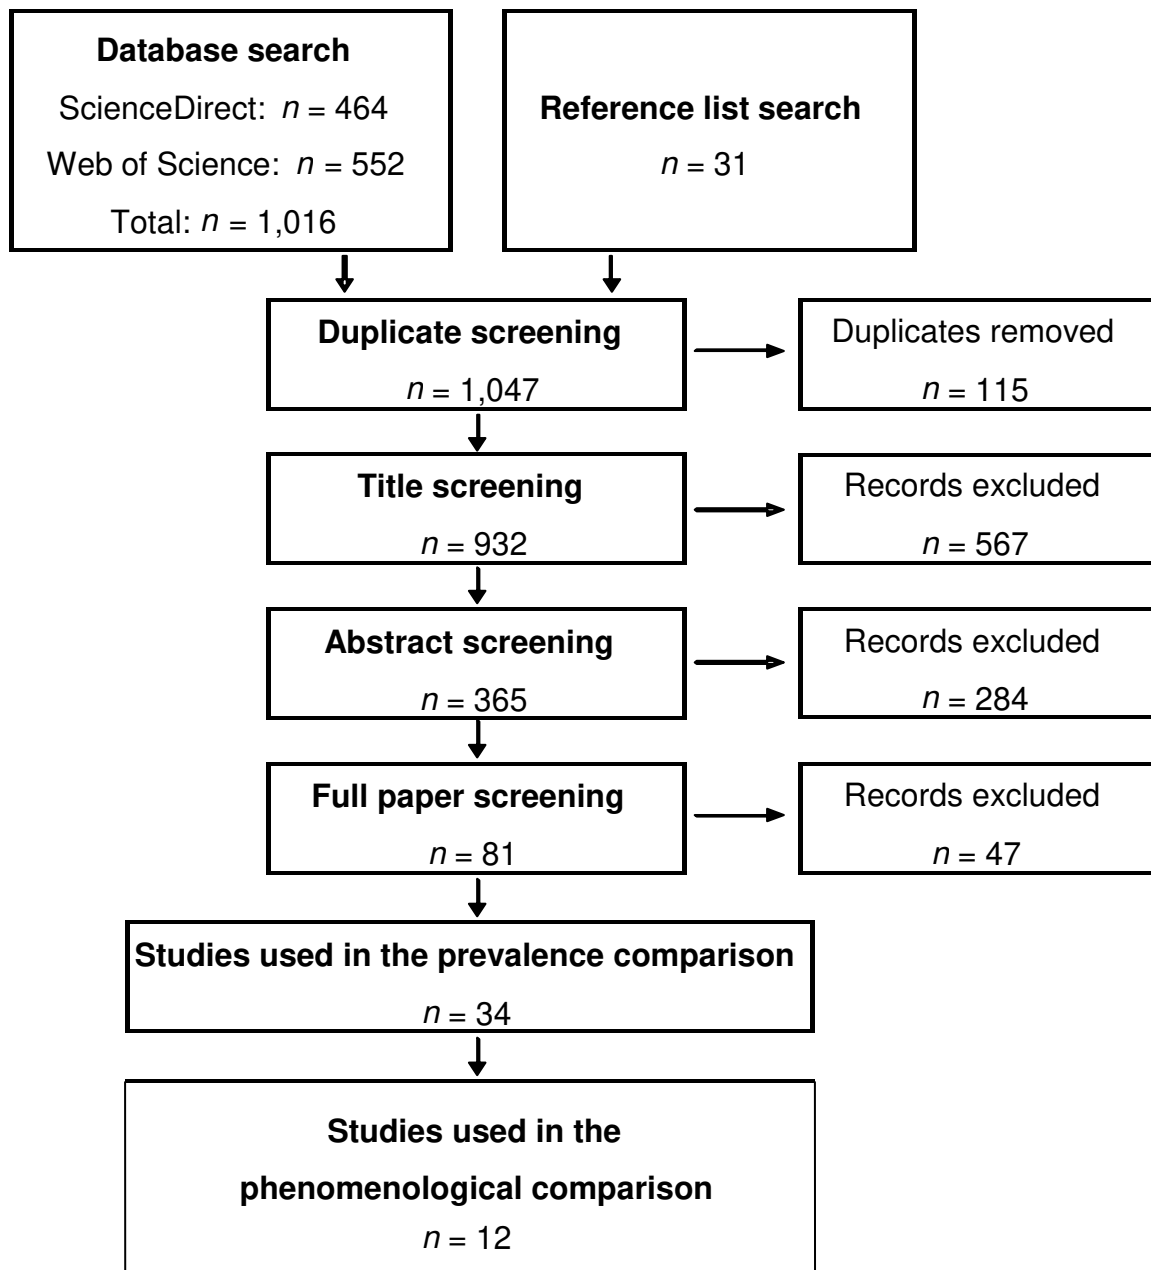 Database search
ScienceDirect: n = 464
Web of Science: n = 552
Total: n = 1,016
Reference list search
n = 31
Duplicate screening
n = 1,047
Duplicates removed
n = 115
Title screening
n = 932
Records excluded
n = 567
Abstract screening
n = 365
Records excluded
n = 284
Full paper screening
n = 81
Records excluded
n = 47
Studies used in the prevalence comparison
n = 34
Studies used in the
phenomenological comparison
n = 12